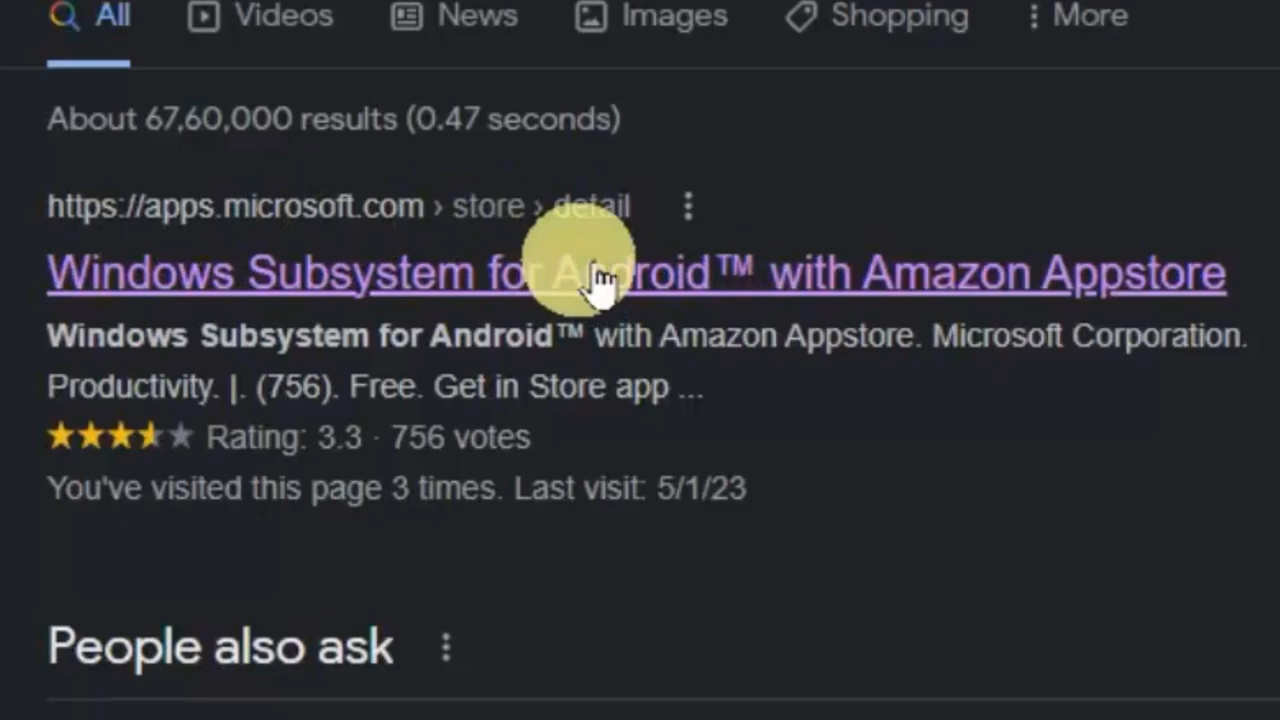 All Videos News Images Shopping More
About 67,60,000 results (0.47 seconds)
https://apps.microsoft.com › store › detail
Windows Subsystem for Android™ with Amazon Appstore
Windows Subsystem for Android™ with Amazon Appstore. Microsoft Corporation.
Productivity. |. (756). Free. Get in Store app ...
Rating: 3.3 · 756 votes
You've visited this page 3 times. Last visit: 5/1/23
People also ask